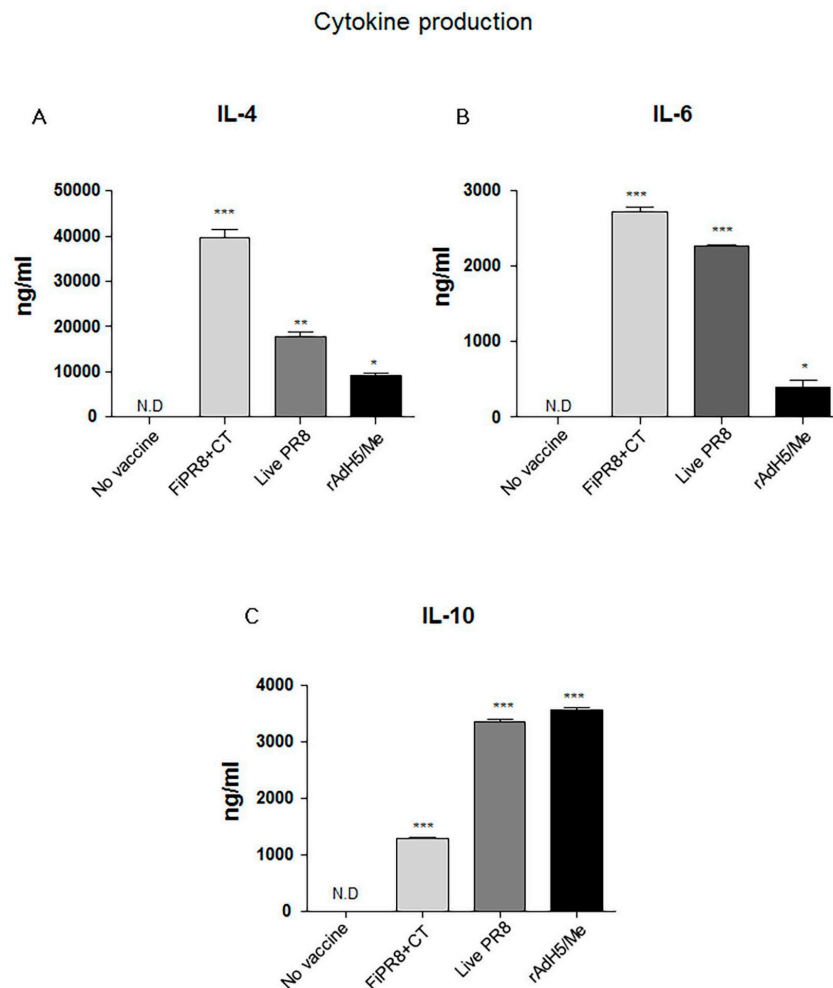 Cytokine production
A
IL-4
ng/ml
50000
40000
30000
20000
10000
0
N.D
***
**
*
No vaccine
FiPR8+CT
Live PR8
rAdH5/Me
B
IL-6
ng/ml
3000
2000
1000
0
N.D
***
***
*
No vaccine
FiPR8+CT
Live PR8
rAdH5/Me
C
IL-10
ng/ml
4000
3000
2000
1000
0
N.D
***
***
***
No vaccine
FiPR8+CT
Live PR8
rAdH5/Me